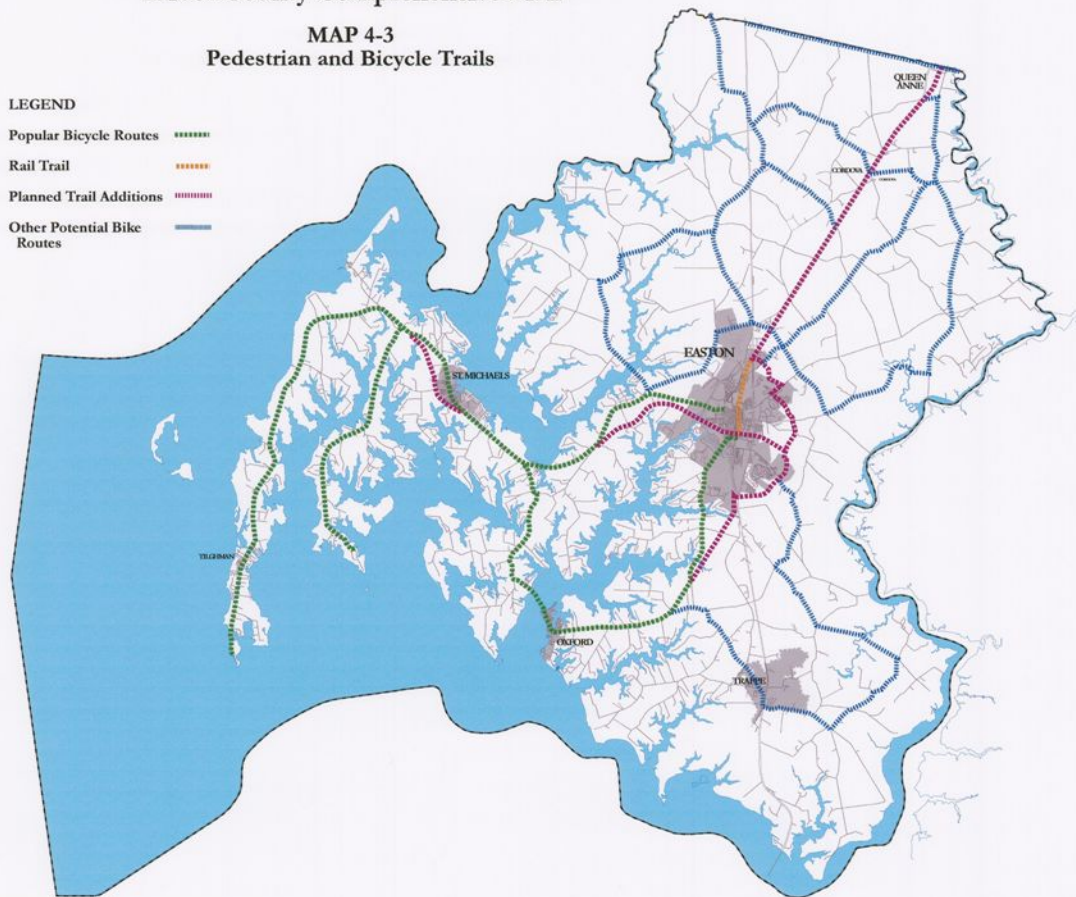 MAP 4-3
Pedestrian and Bicycle Trails
LEGEND
Popular Bicycle Routes
Rail Trail
Planned Trail Additions
Other Potential Bike
Routes
QUEEN
ANNE
CORDOVA
CORDOVA
EASTON
ST. MICHAELS
TILGHMAN
OXFORD
TRAPPE